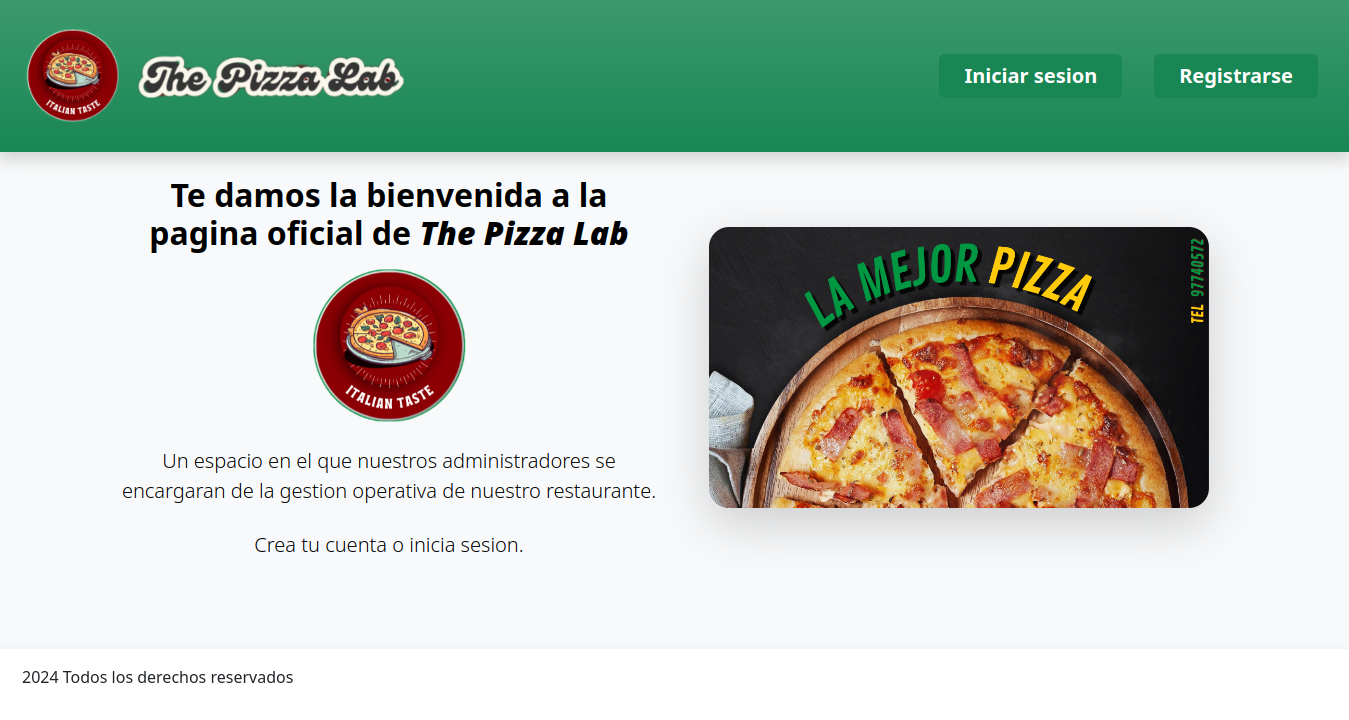 ITALIAN TASTE
The Pizza Lab
Iniciar sesion
Registrarse
Te damos la bienvenida a la
pagina oficial de The Pizza Lab
ITALIAN TASTE
Un espacio en el que nuestros administradores se
encargaran de la gestion operativa de nuestro restaurante.
Crea tu cuenta o inicia sesion.
LA MEJOR PIZZA
TEL 97740572
2024 Todos los derechos reservados